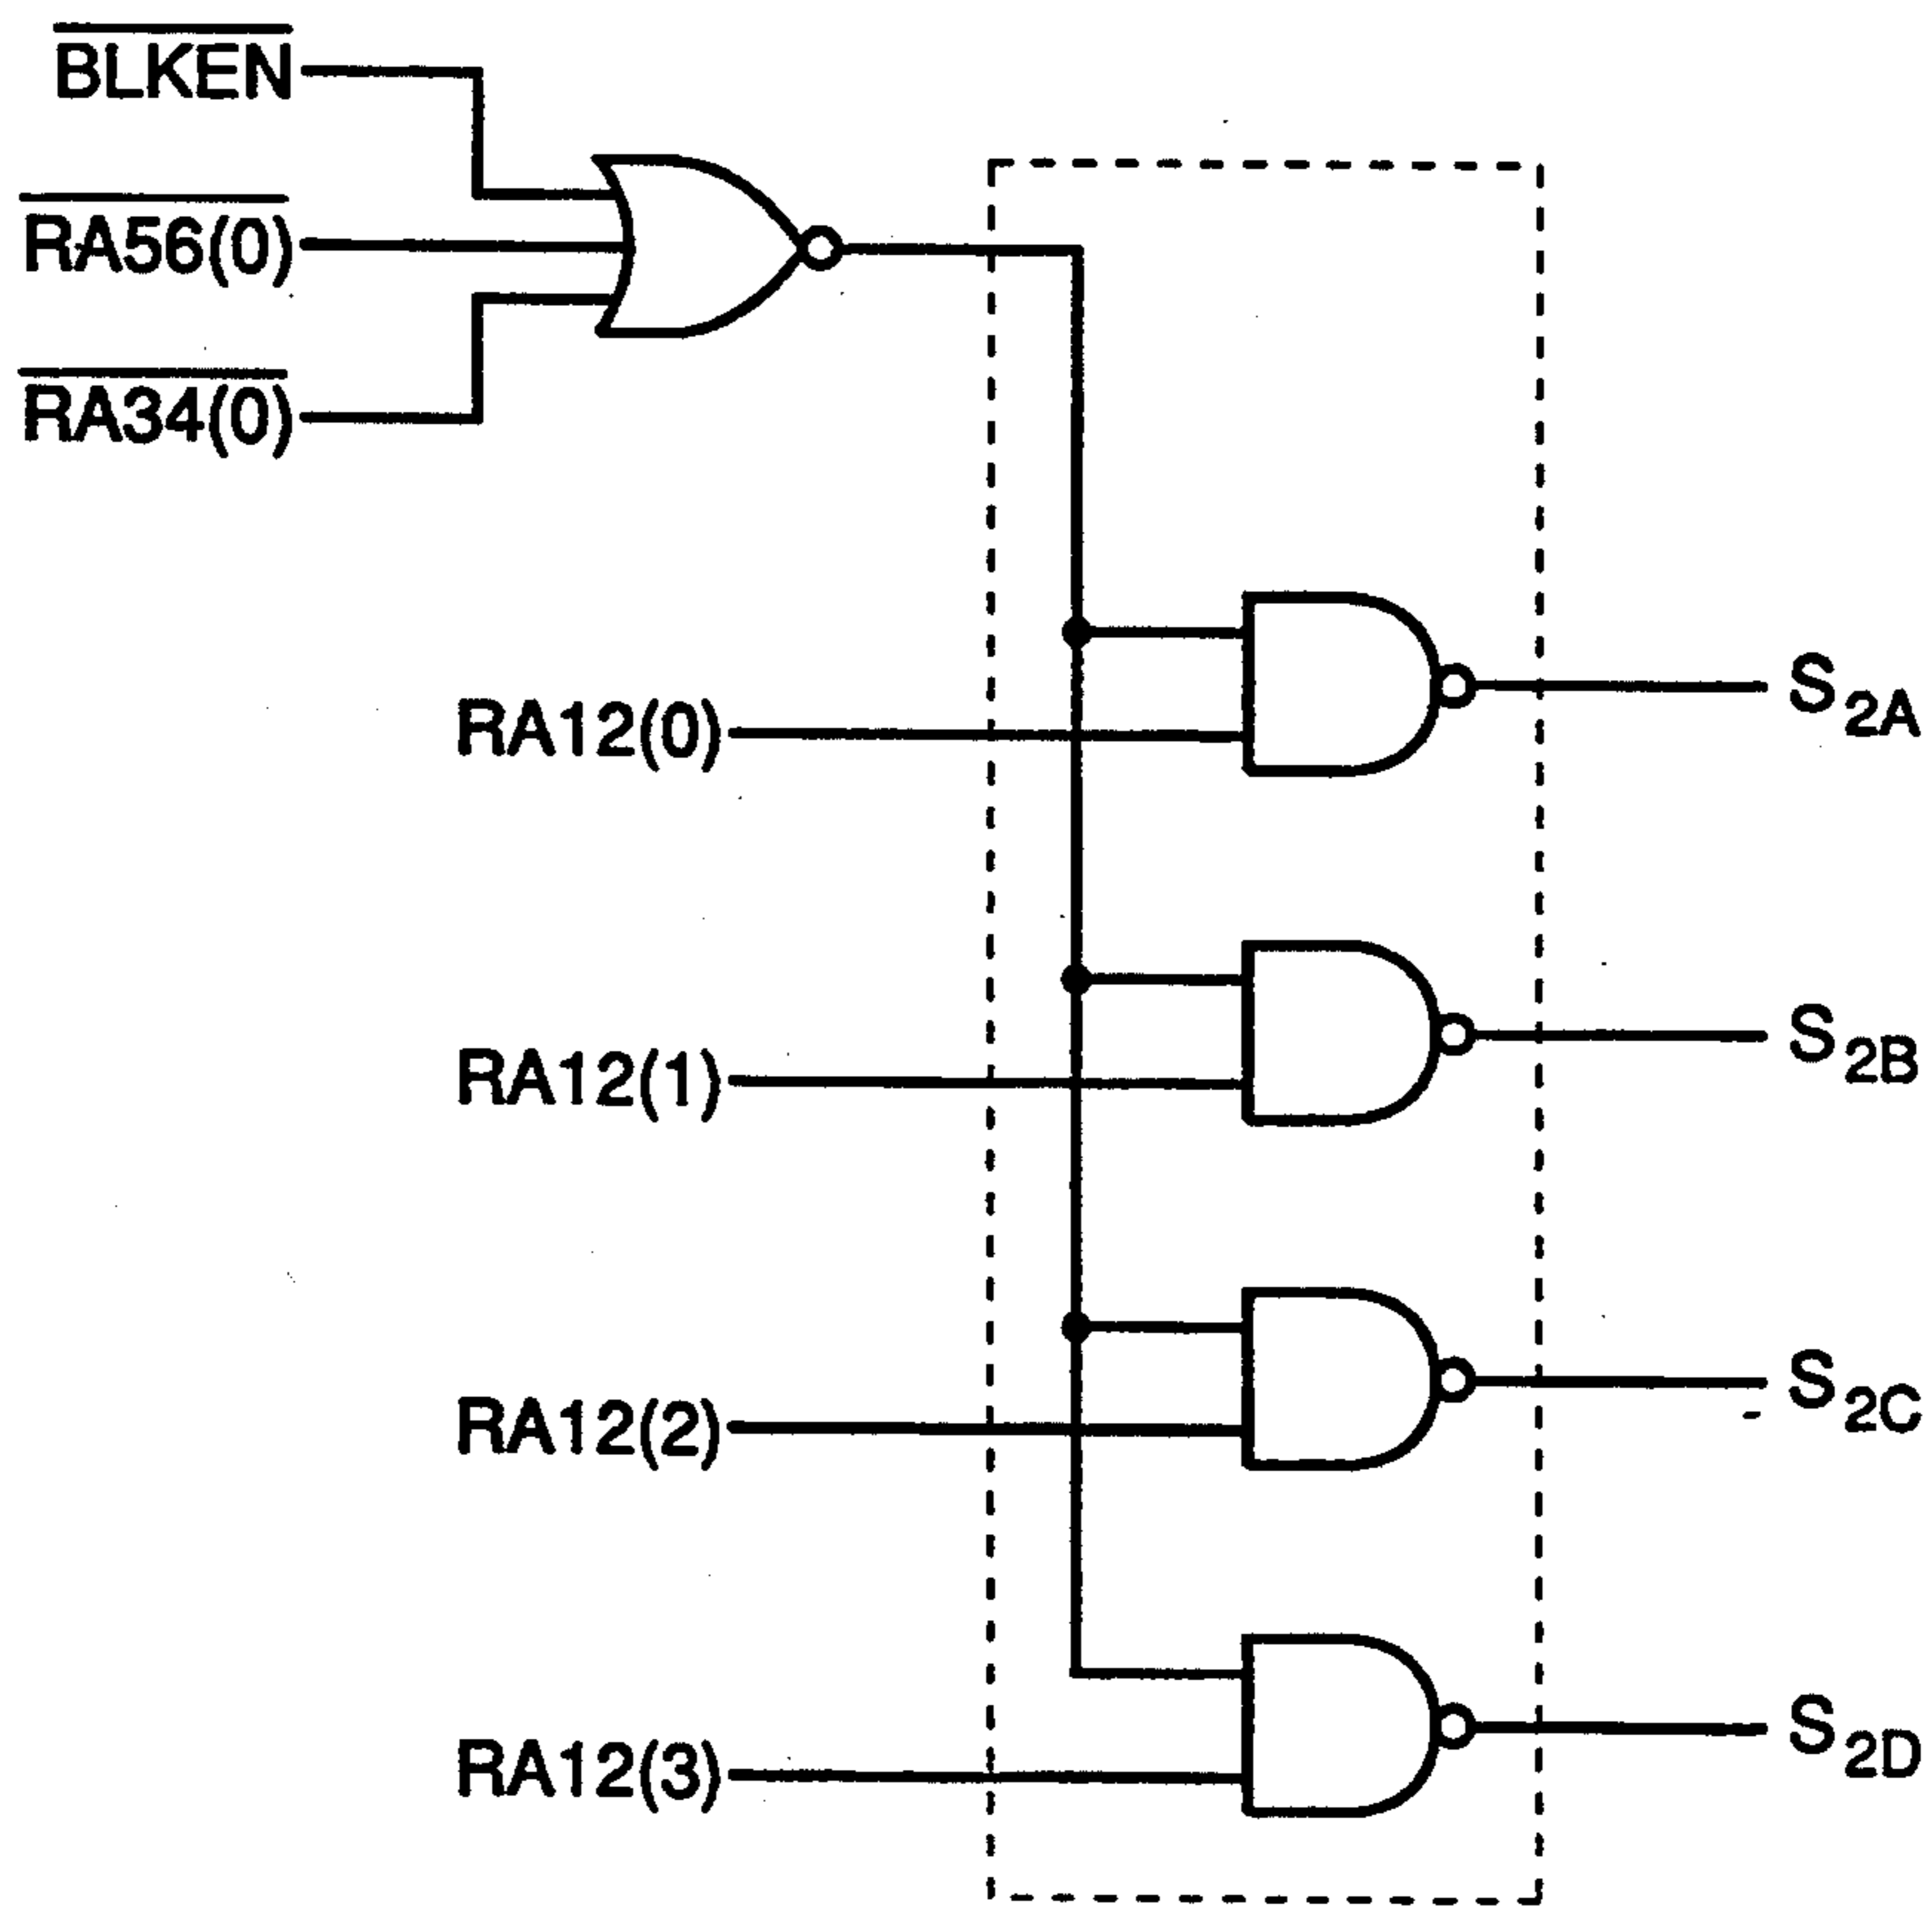 BLKEN
RA56(0)
RA34(0)
RA12(0)
S2A
RA12(1)
S2B
RA12(2)
S2C
RA12(3)
S2D